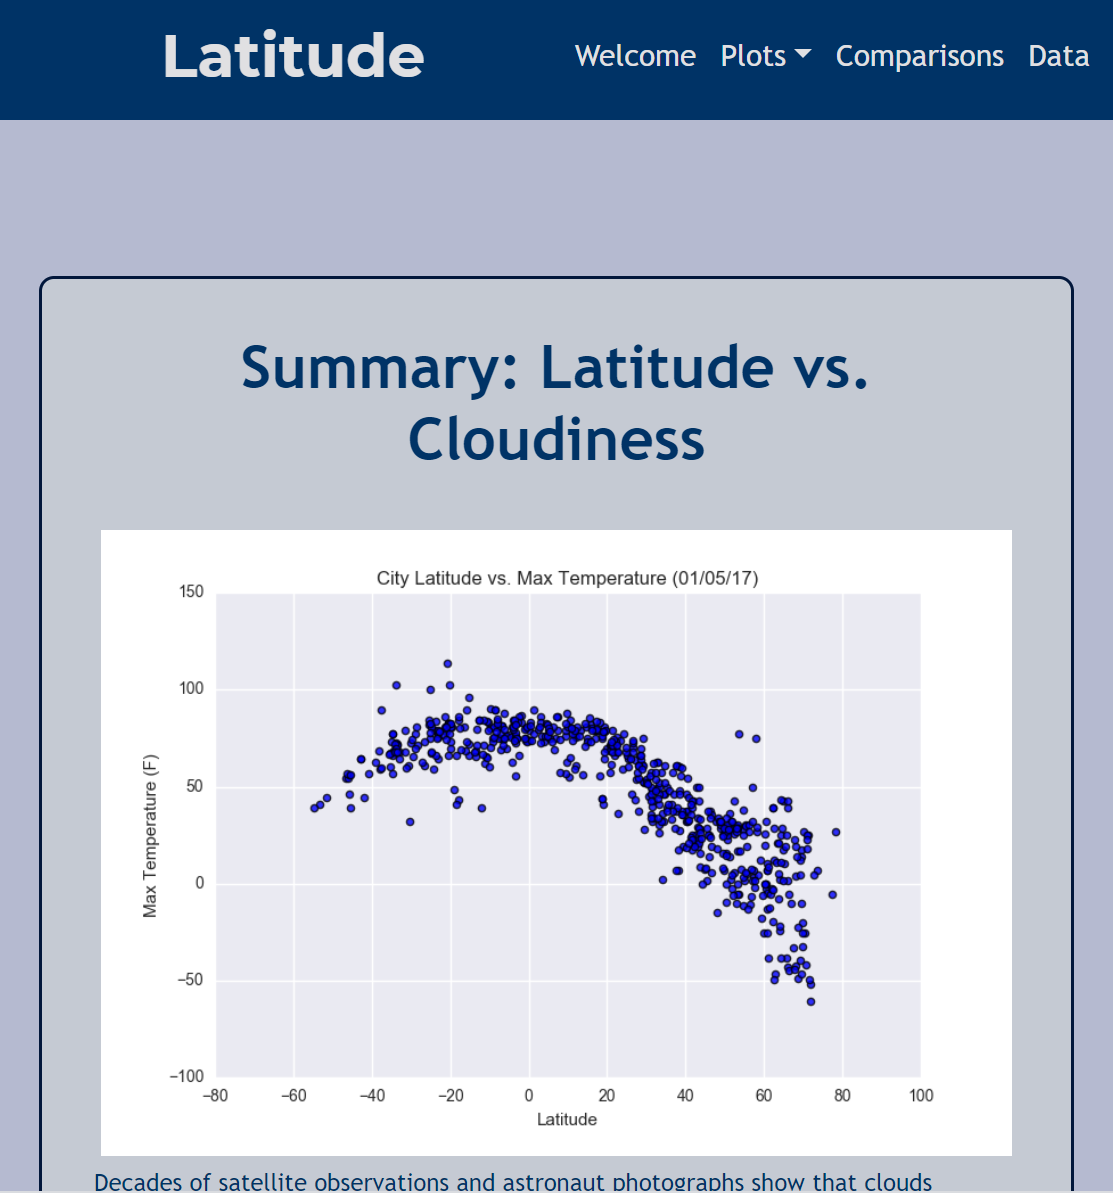 Latitude
Welcome Plots Comparisons Data
Summary: Latitude vs.
Cloudiness
City Latitude vs. Max Temperature (01/05/17)
150
100
50
0
−50
−100
Max Temperature (F)
−80 −60 −40 −20 0 20 40 60 80 100
Latitude
Decades of satellite observations and astronaut photographs show that clouds